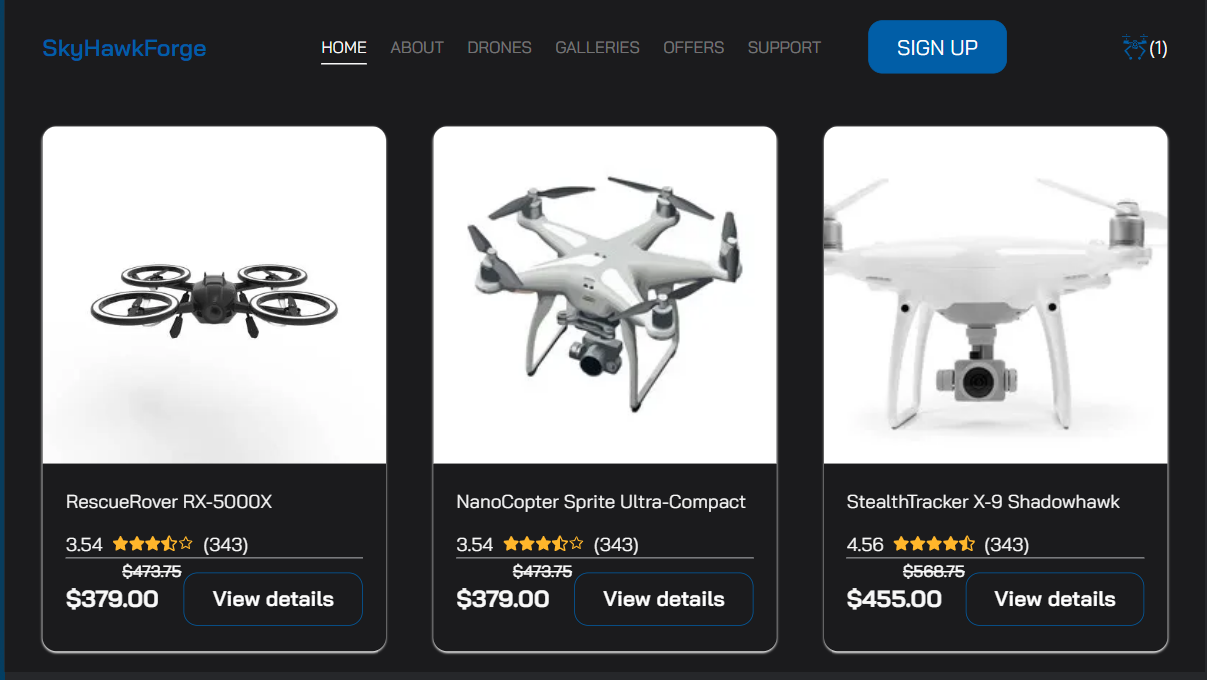 SkyHawkForge
HOME ABOUT DRONES GALLERIES OFFERS SUPPORT
SIGN UP
(1)
RescueRover RX-5000X
3.54 (343)
$473.75
$379.00
View details
NanoCopter Sprite Ultra-Compact
3.54 (343)
$473.75
$379.00
View details
StealthTracker X-9 Shadowhawk
4.56 (343)
$568.75
$455.00
View details